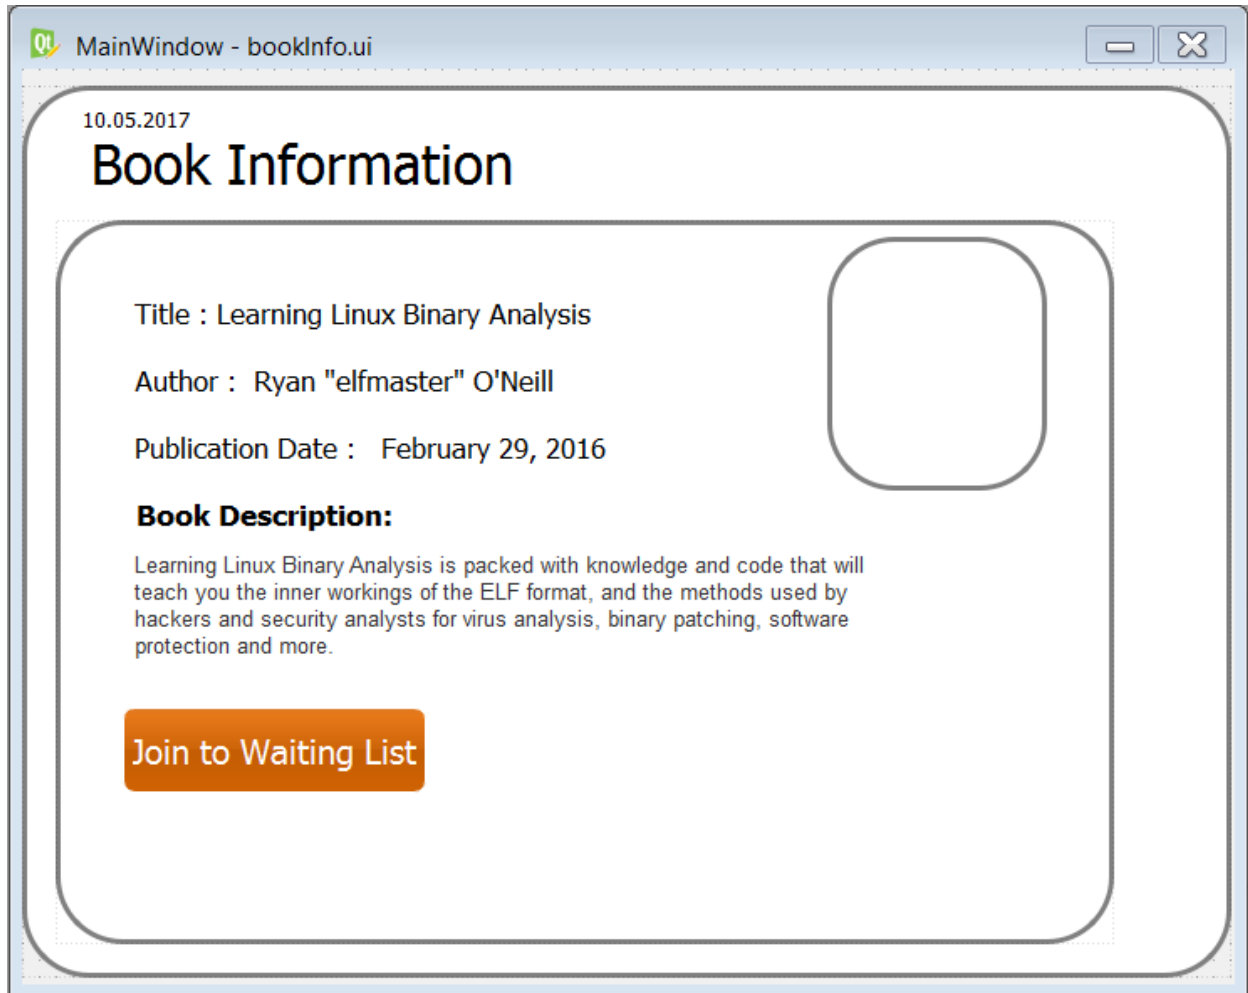 Qt
MainWindow - bookInfo.ui
10.05.2017
Book Information
Title : Learning Linux Binary Analysis
Author :  Ryan "elfmaster" O'Neill
Publication Date :   February 29, 2016
Book Description:
Learning Linux Binary Analysis is packed with knowledge and code that will
teach you the inner workings of the ELF format, and the methods used by
hackers and security analysts for virus analysis, binary patching, software
protection and more.
Join to Waiting List